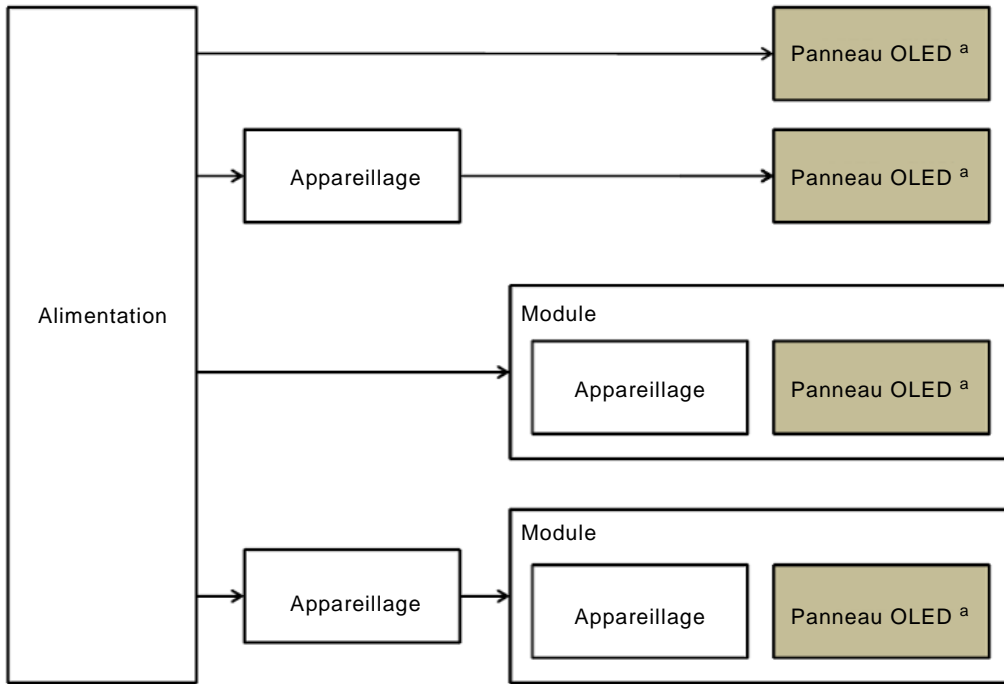 Panneau OLED a
Appareillage
Panneau OLED a
Alimentation
Module
Appareillage
Panneau OLED a
Module
Appareillage
Appareillage
Panneau OLED a